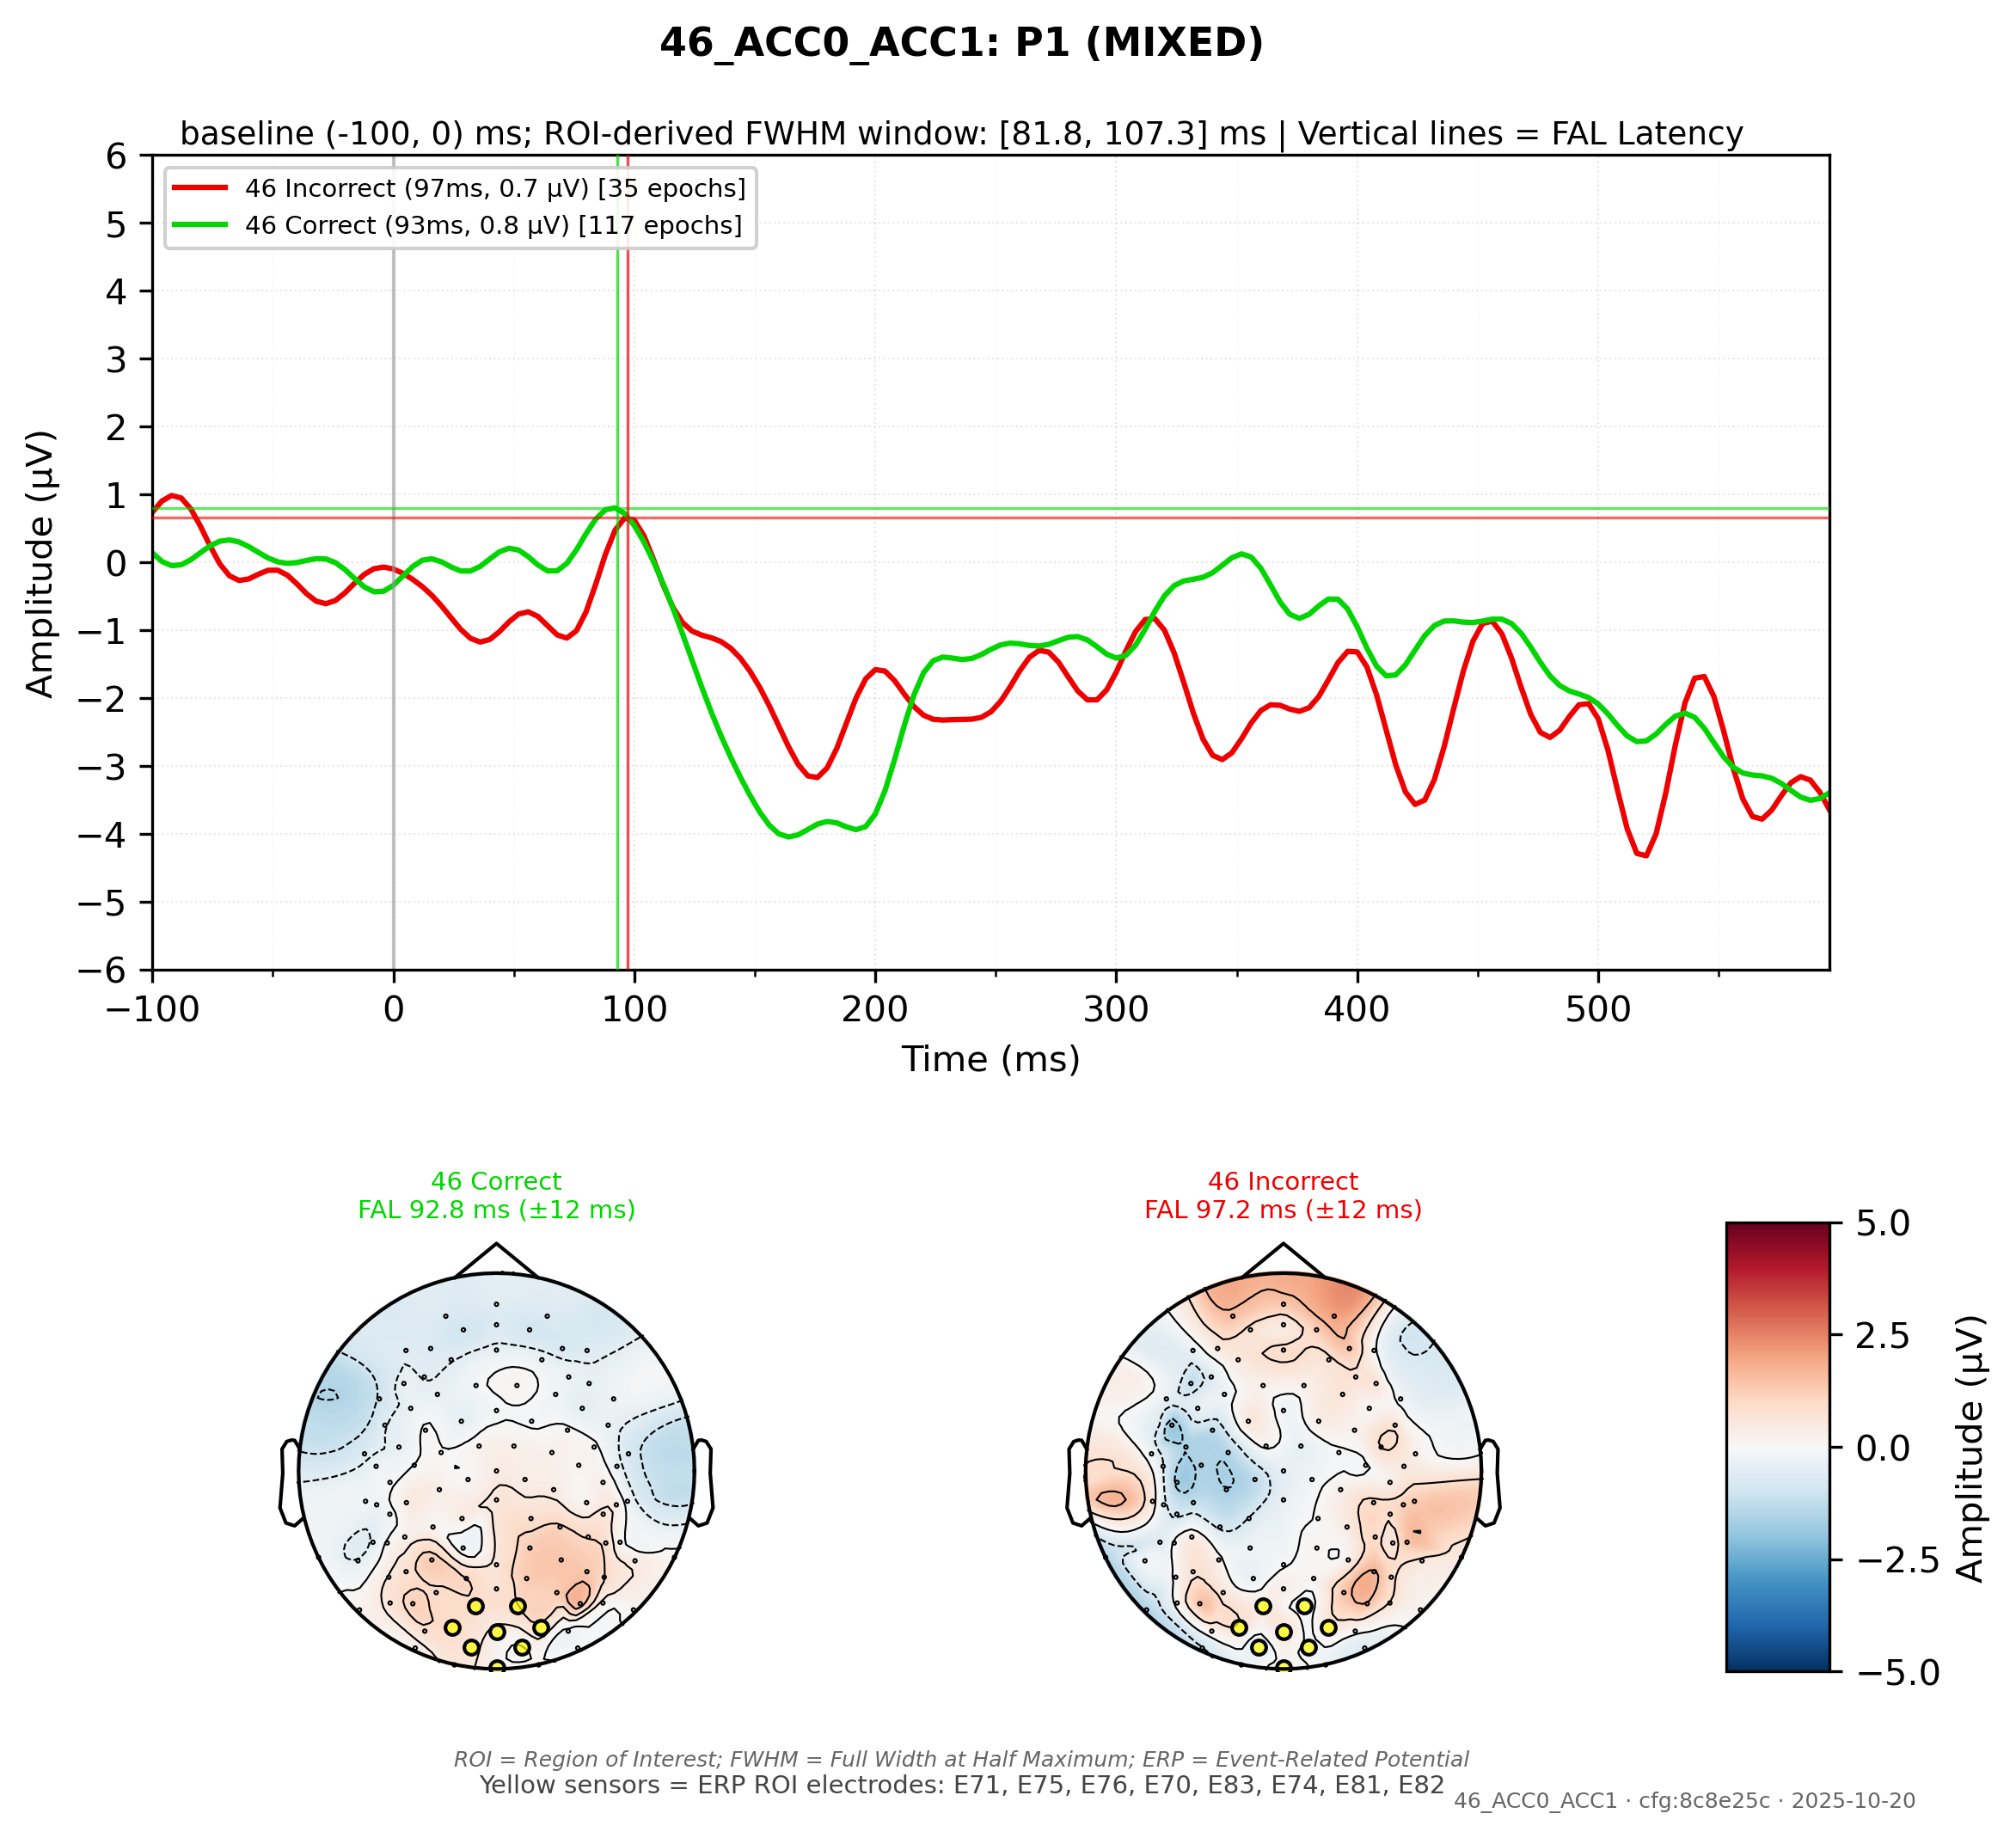 46_ACC0_ACC1: P1 (MIXED)
baseline (-100, 0) ms; ROI-derived FWHM window: [81.8, 107.3] ms | Vertical lines = FAL Latency
46 Incorrect (97ms, 0.7 µV) [35 epochs]
46 Correct (93ms, 0.8 µV) [117 epochs]
Amplitude (µV)
6
5
4
3
2
1
0
−1
−2
−3
−4
−5
−6
−100
0
100
200
300
400
500
Time (ms)
46 Correct
FAL 92.8 ms (±12 ms)
46 Incorrect
FAL 97.2 ms (±12 ms)
5.0
2.5
0.0
−2.5
−5.0
Amplitude (µV)
ROI = Region of Interest; FWHM = Full Width at Half Maximum; ERP = Event-Related Potential
Yellow sensors = ERP ROI electrodes: E71, E75, E76, E70, E83, E74, E81, E82
46_ACC0_ACC1 · cfg:8c8e25c · 2025-10-20